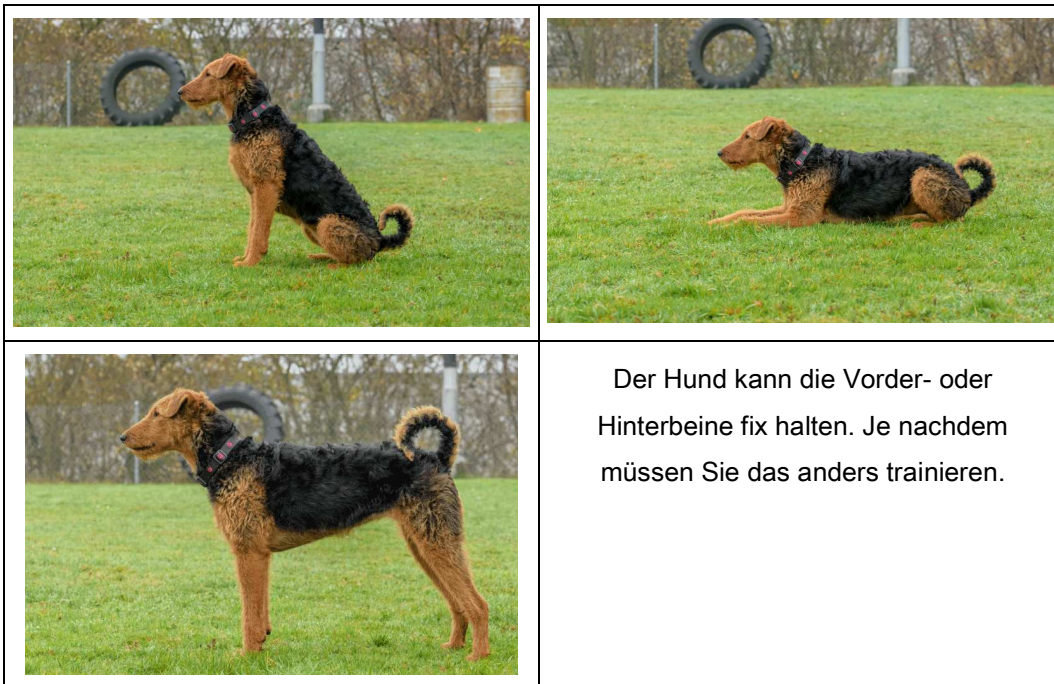 Der Hund kann die Vorder- oder
Hinterbeine fix halten. Je nachdem
müssen Sie das anders trainieren.